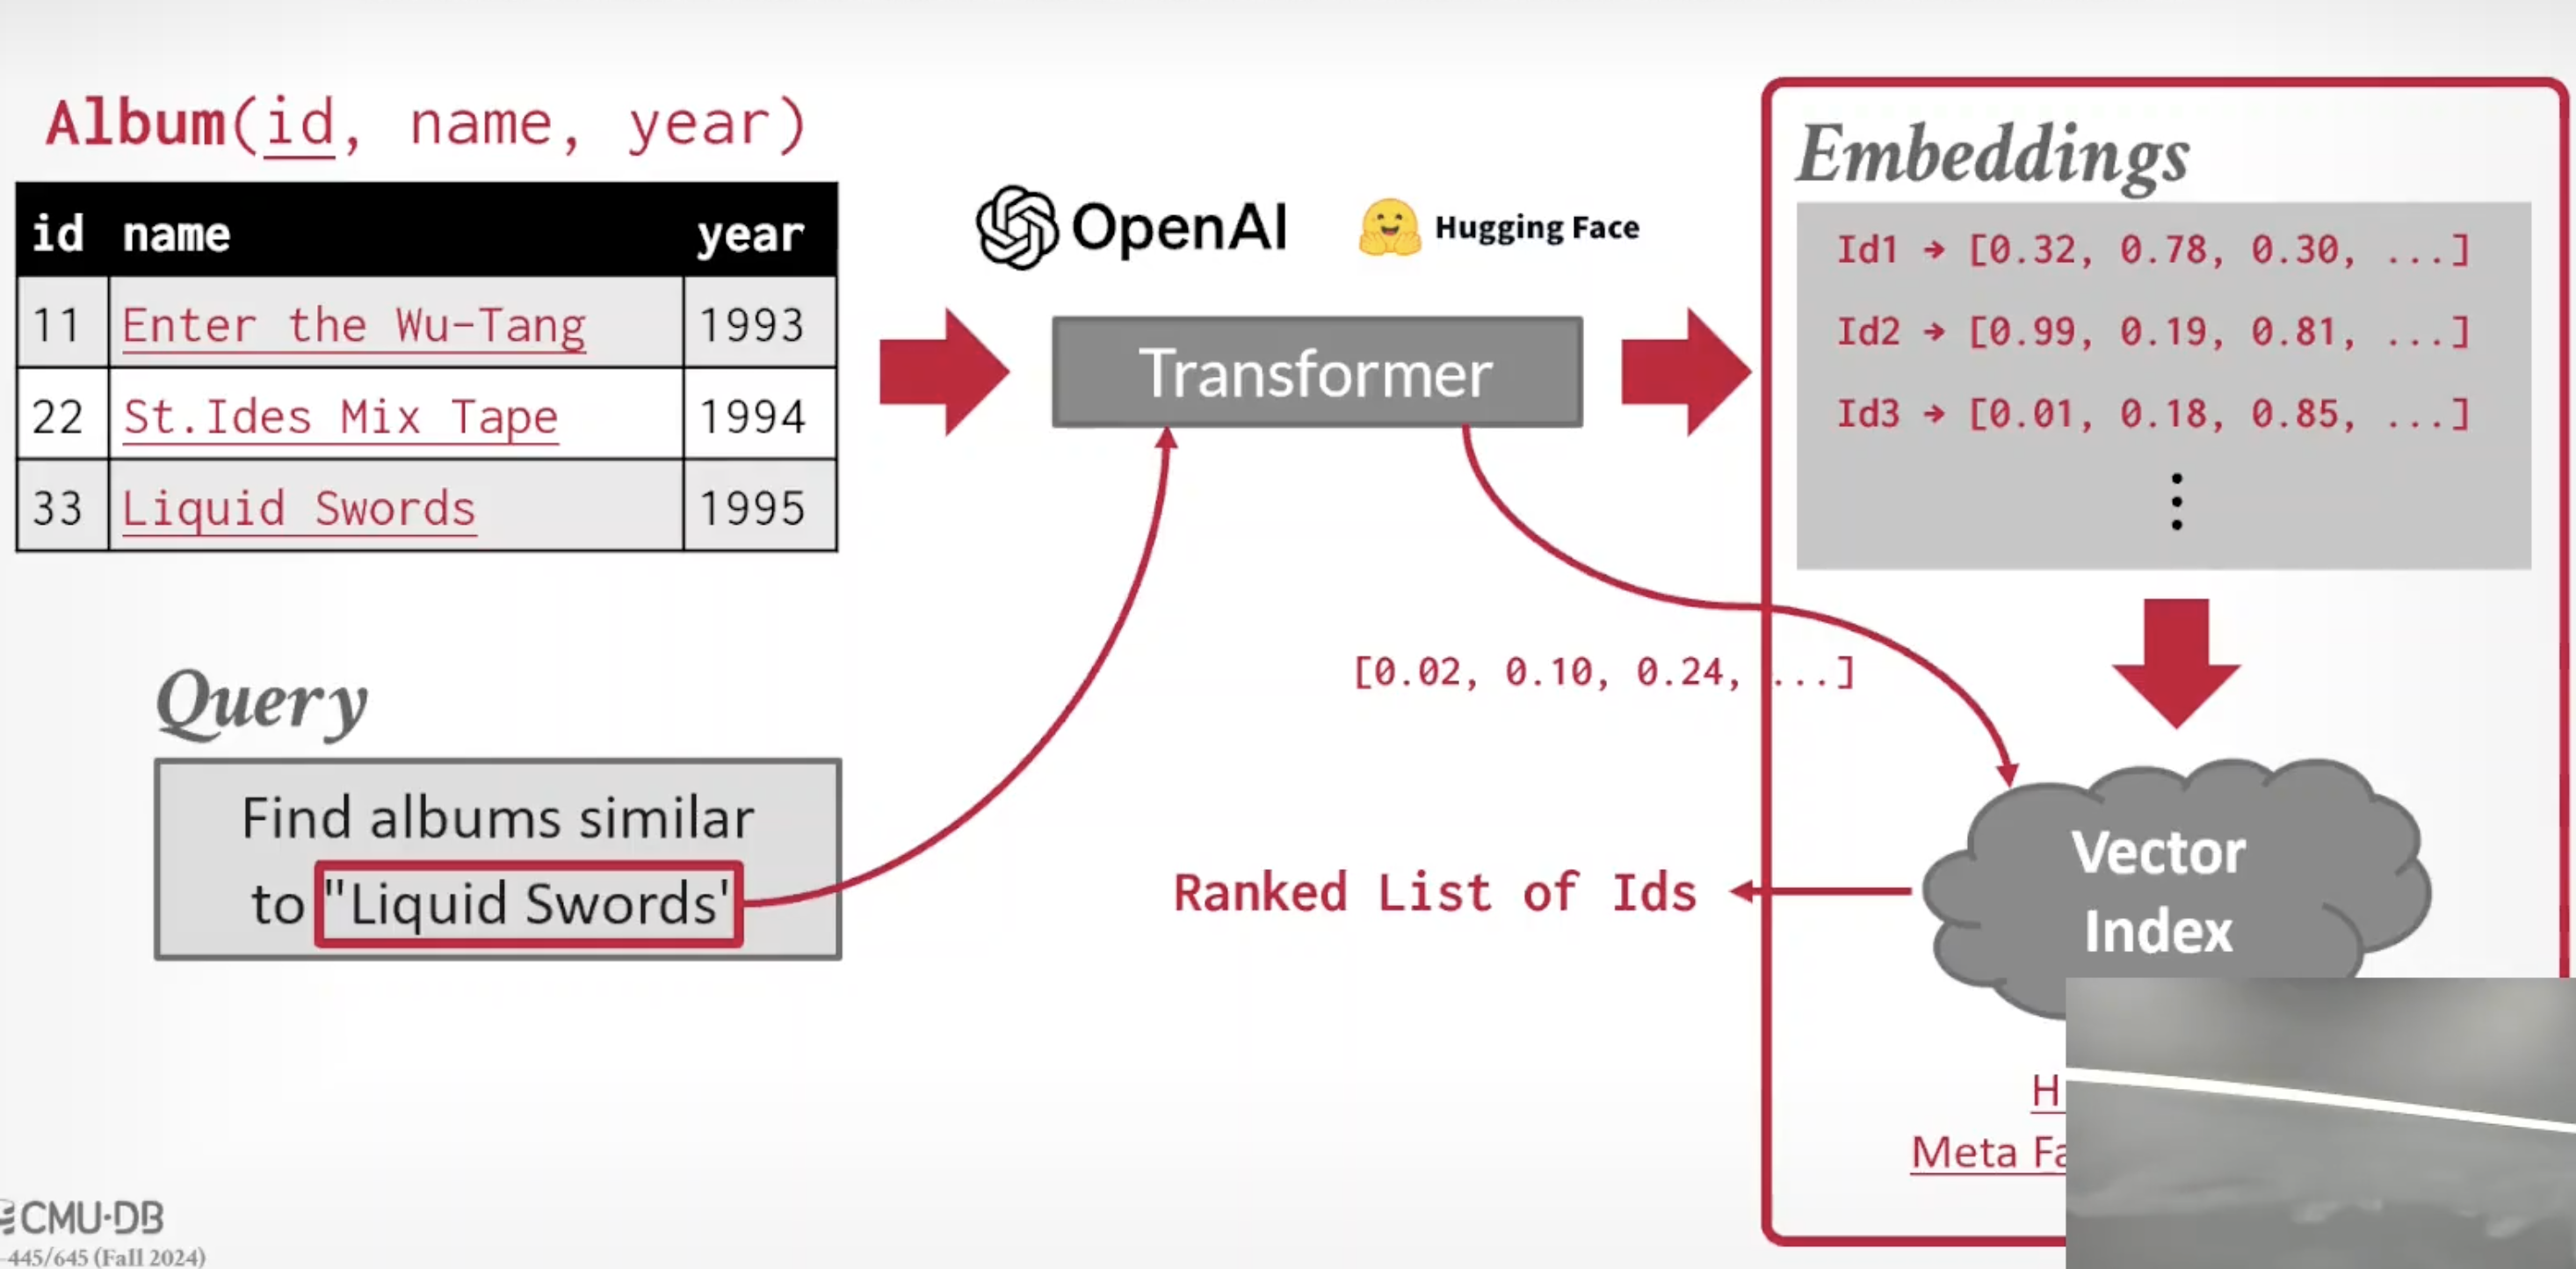 Album(id, name, year)
id name year
11 Enter the Wu-Tang 1993
22 St.Ides Mix Tape 1994
33 Liquid Swords 1995
Query
Find albums similar
to "Liquid Swords'
OpenAI
Hugging Face
Transformer
[0.02, 0.10, 0.24, ...]
Ranked List of Ids
Embeddings
Id1 → [0.32, 0.78, 0.30, ...]
Id2 → [0.99, 0.19, 0.81, ...]
Id3 → [0.01, 0.18, 0.85, ...]
Vector
Index
Meta
CMU·DB
-445/645 (Fall 2024)